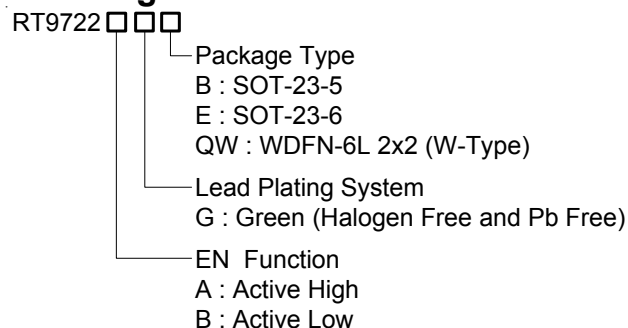 RT9722
Package Type
B : SOT-23-5
E : SOT-23-6
QW : WDFN-6L 2x2 (W-Type)
Lead Plating System
G : Green (Halogen Free and Pb Free)
EN Function
A : Active High
B : Active Low